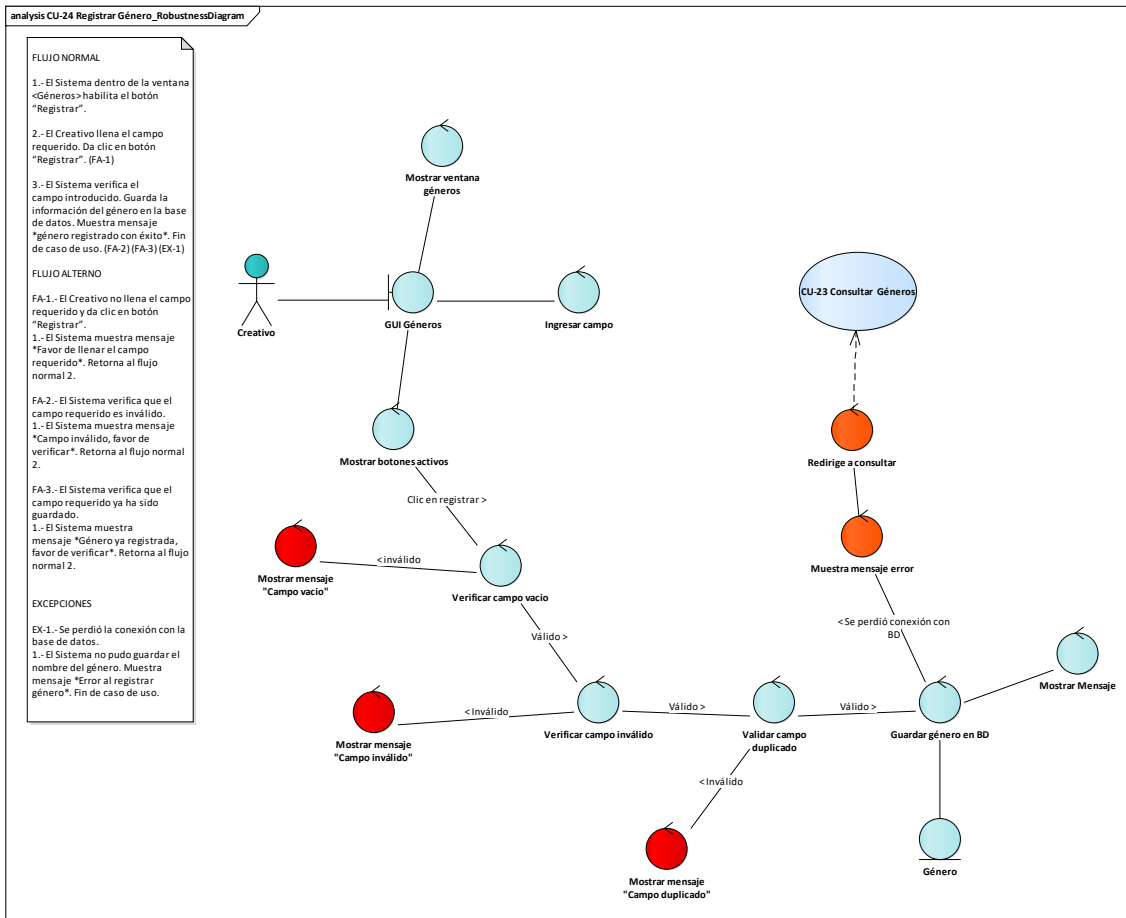 analysis CU-24 Registrar Género_RobustnessDiagram
FLUJO NORMAL
1.- El Sistema dentro de la ventana
<Géneros> habilita el botón
“Registrar”.
2.- El Creativo llena el campo
requerido. Da clic en botón
“Registrar”. (FA-1)
3.- El Sistema verifica el
campo introducido. Guarda la
información del género en la base
de datos. Muestra mensaje
*género registrado con éxito*. Fin
de caso de uso. (FA-2) (FA-3) (EX-1)
FLUJO ALTERNO
FA-1.- El Creativo no llena el campo
requerido y da clic en botón
“Registrar”.
1.- El Sistema muestra mensaje
*Favor de llenar el campo
requerido*. Retorna al flujo
normal 2.
FA-2.- El Sistema verifica que el
campo requerido es inválido.
1.- El Sistema muestra mensaje
*Campo inválido, favor de
verificar*. Retorna al flujo normal
2.
FA-3.- El Sistema verifica que el
campo requerido ya ha sido
guardado.
1.- El Sistema muestra
mensaje *Género ya registrada,
favor de verificar*. Retorna al flujo
normal 2.
EXCEPCIONES
EX-1.- Se perdió la conexión con la
base de datos.
1.- El Sistema no pudo guardar el
nombre del género. Muestra
mensaje *Error al registrar
género*. Fin de caso de uso.
Mostrar ventana
géneros
Creativo
GUI Géneros
Ingresar campo
CU-23 Consultar Géneros
Mostrar botones activos
Redirige a consultar
Clic en registrar >
Mostrar mensaje
"Campo vacio"
< inválido
Verificar campo vacio
Muestra mensaje error
Válido >
< Se perdió conexión con
BD
Mostrar Mensaje
Mostrar mensaje
"Campo inválido"
< Inválido
Verificar campo inválido
Válido >
Validar campo
duplicado
Válido >
Guardar género en BD
< Inválido
Mostrar mensaje
"Campo duplicado"
Género